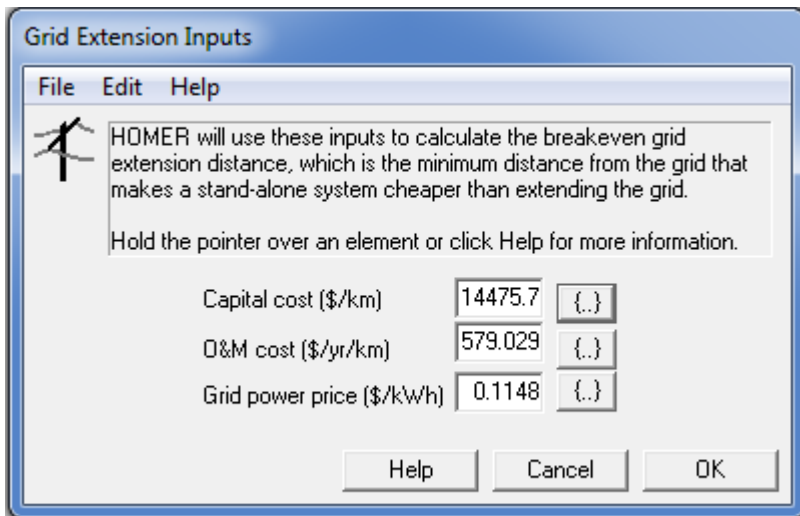 Grid Extension Inputs
File Edit Help
HOMER will use these inputs to calculate the breakeven grid
extension distance, which is the minimum distance from the grid that
makes a stand-alone system cheaper than extending the grid.
Hold the pointer over an element or click Help for more information.
Capital cost ($/km) 14475.7 {..}
O&M cost ($/yr/km) 579.029 {..}
Grid power price ($/kWh) 0.1148 {..}
Help Cancel OK